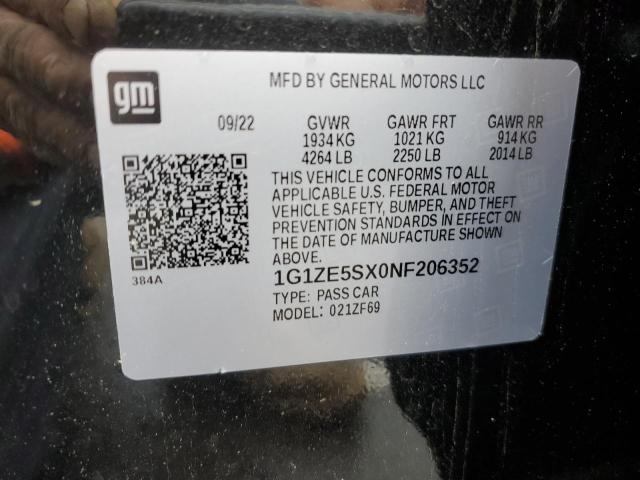 gm
MFD BY GENERAL MOTORS LLC
09/22 GVWR GAWR FRT GAWR RR
1934 KG 1021 KG 914 KG
4264 LB 2250 LB 2014 LB
THIS VEHICLE CONFORMS TO ALL
APPLICABLE U.S. FEDERAL MOTOR
VEHICLE SAFETY, BUMPER, AND THEFT
PREVENTION STANDARDS IN EFFECT ON
THE DATE OF MANUFACTURE SHOWN
ABOVE.
384A
1G1ZE5SX0NF206352
TYPE: PASS CAR
MODEL: 021ZF69